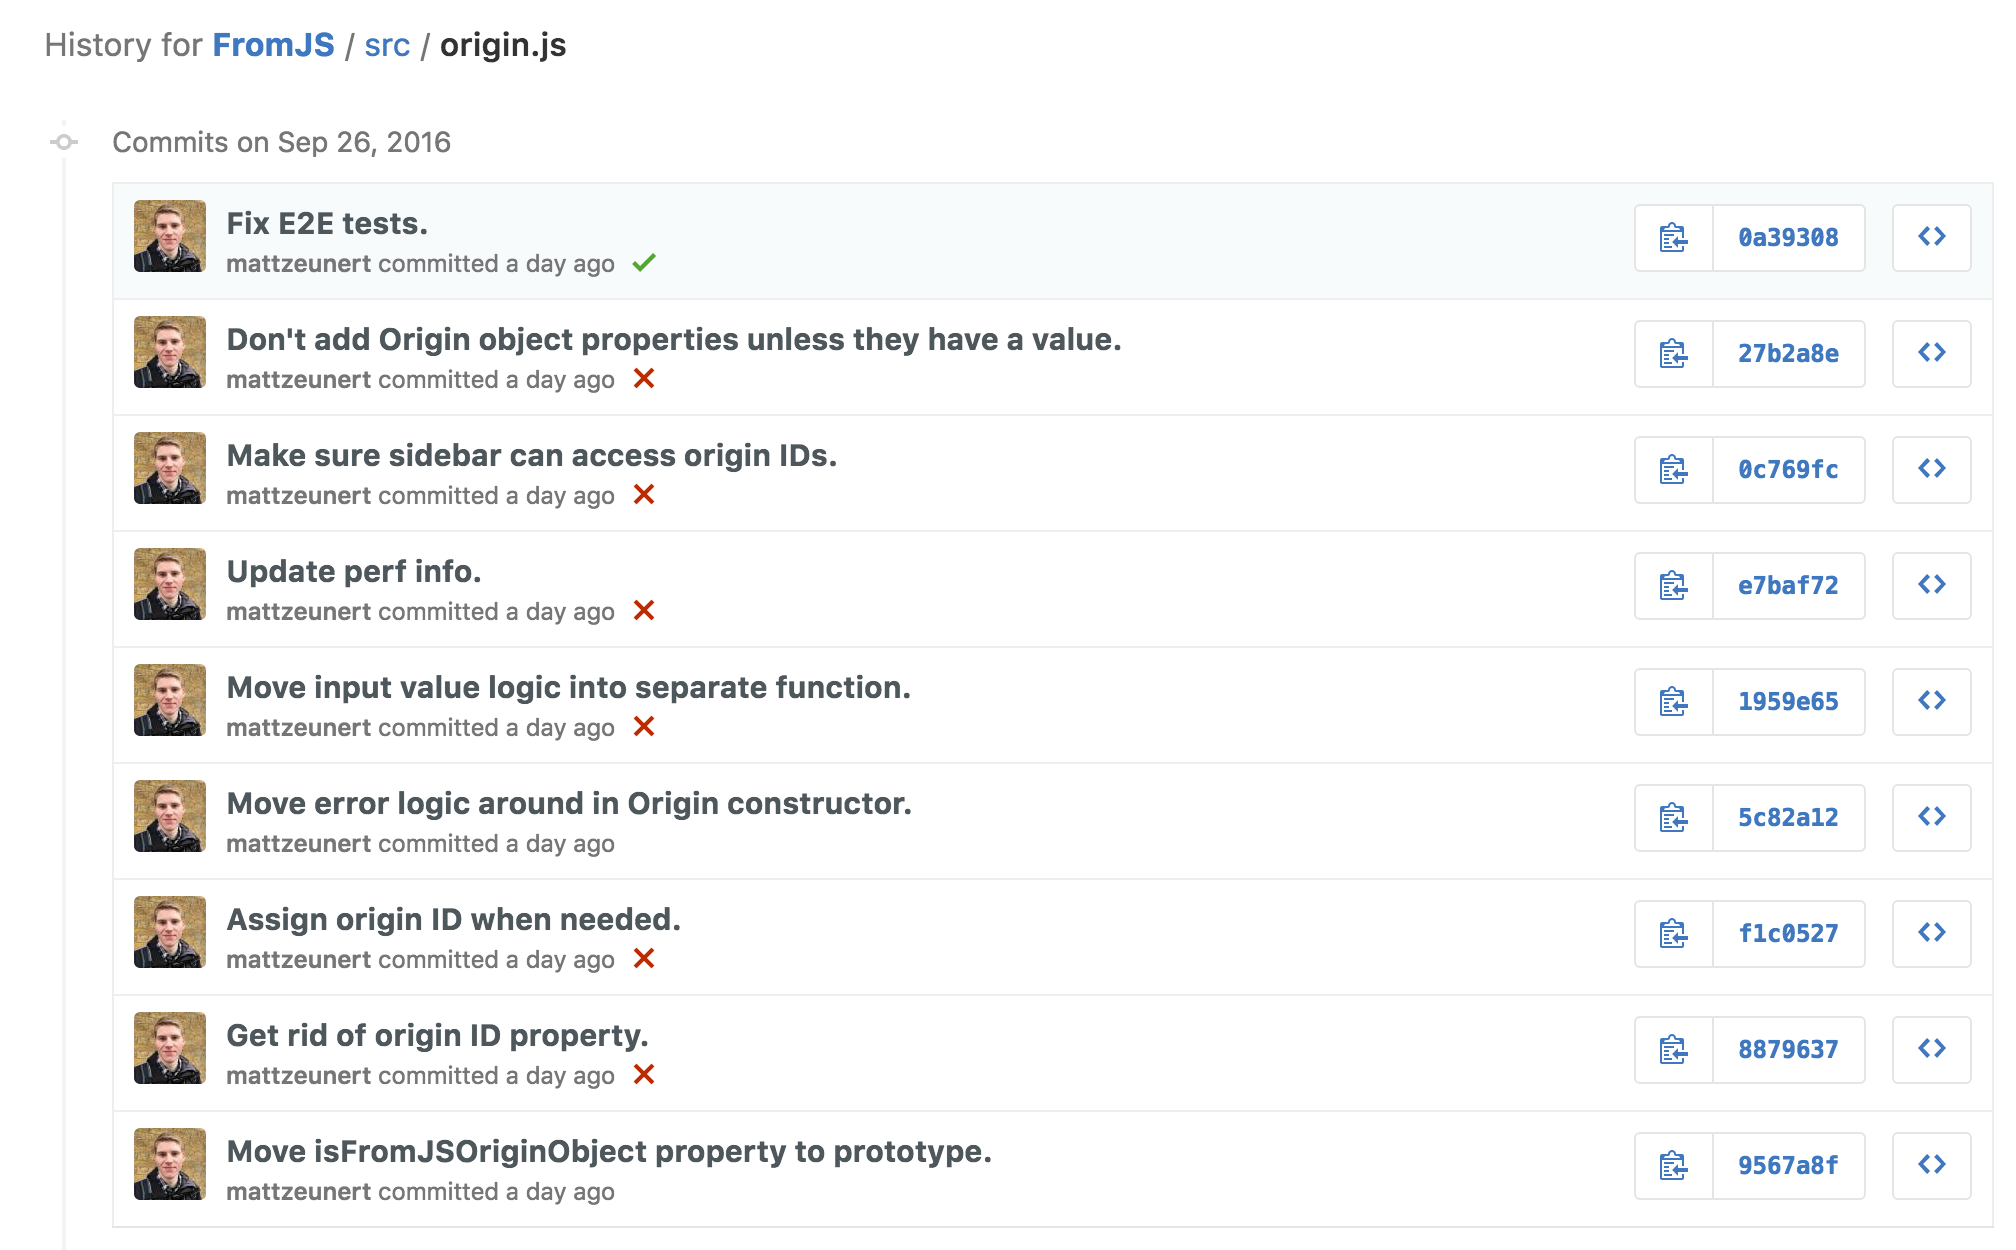 History for FromJS / src / origin.js
Commits on Sep 26, 2016
Fix E2E tests.
mattzeunert committed a day ago
0a39308
Don't add Origin object properties unless they have a value.
mattzeunert committed a day ago
27b2a8e
Make sure sidebar can access origin IDs.
mattzeunert committed a day ago
0c769fc
Update perf info.
mattzeunert committed a day ago
e7baf72
Move input value logic into separate function.
mattzeunert committed a day ago
1959e65
Move error logic around in Origin constructor.
mattzeunert committed a day ago
5c82a12
Assign origin ID when needed.
mattzeunert committed a day ago
f1c0527
Get rid of origin ID property.
mattzeunert committed a day ago
8879637
Move isFromJSOriginObject property to prototype.
mattzeunert committed a day ago
9567a8f